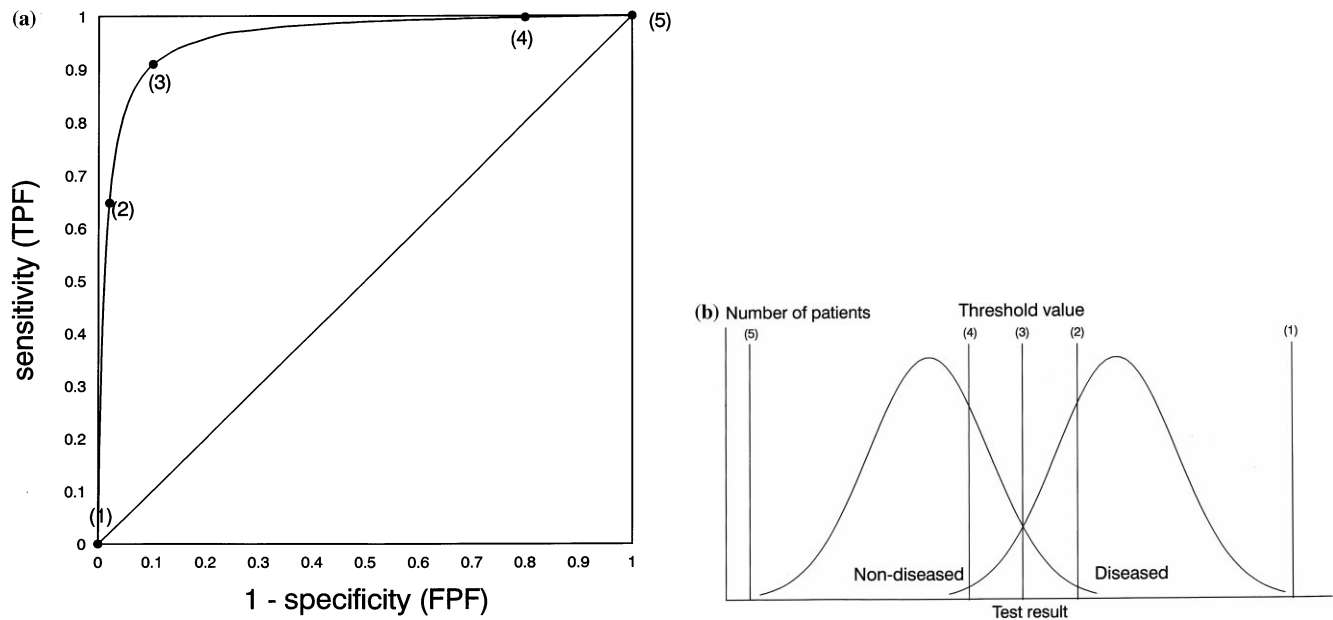 (a)
1
(5)
(4)
0.9
(3)
0.8
0.7
(2)
0.6
0.5
0.4
0.3
0.2
0.1
(1)
0
0 0.1 0.2 0.3 0.4 0.5 0.6 0.7 0.8 0.9 1
sensitivity (TPF)
1 - specificity (FPF)
(b) Number of patients Threshold value
(5) (4) (3) (2) (1)
Non-diseased Diseased
Test result